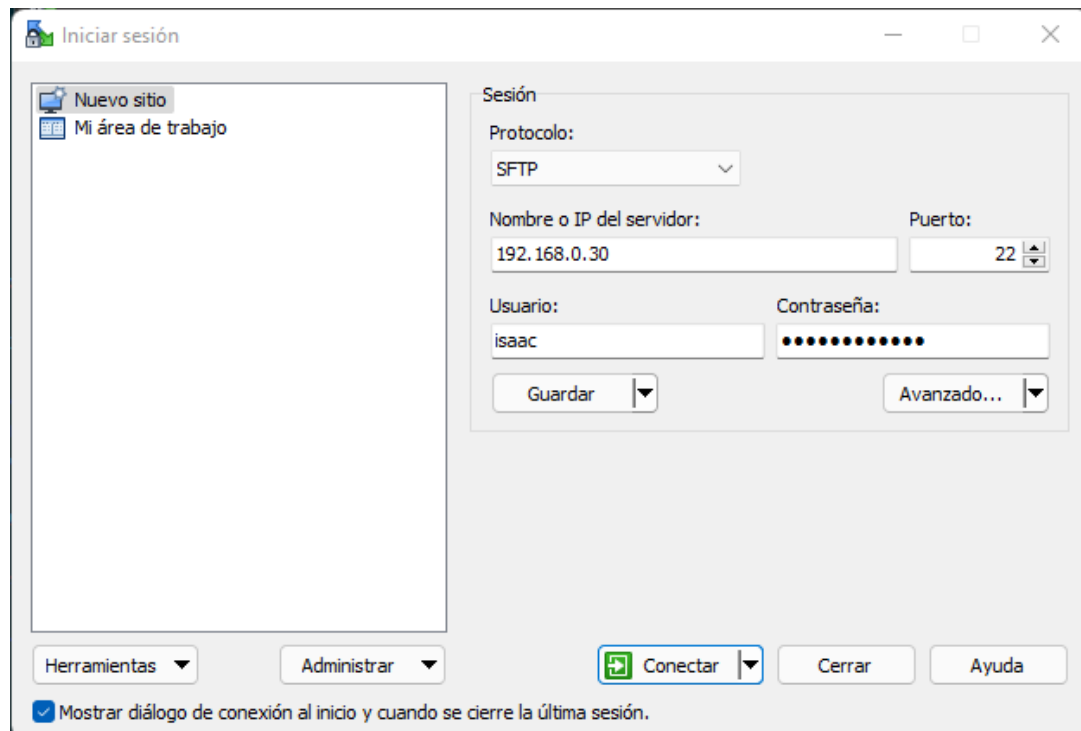 Iniciar sesión
Nuevo sitio
Mi área de trabajo
Sesión
Protocolo:
SFTP
Nombre o IP del servidor: Puerto:
192.168.0.30 22
Usuario: Contraseña:
isaac ••••••••••••
Guardar Avanzado...
Herramientas Administrar Conectar Cerrar Ayuda
Mostrar diálogo de conexión al inicio y cuando se cierre la última sesión.